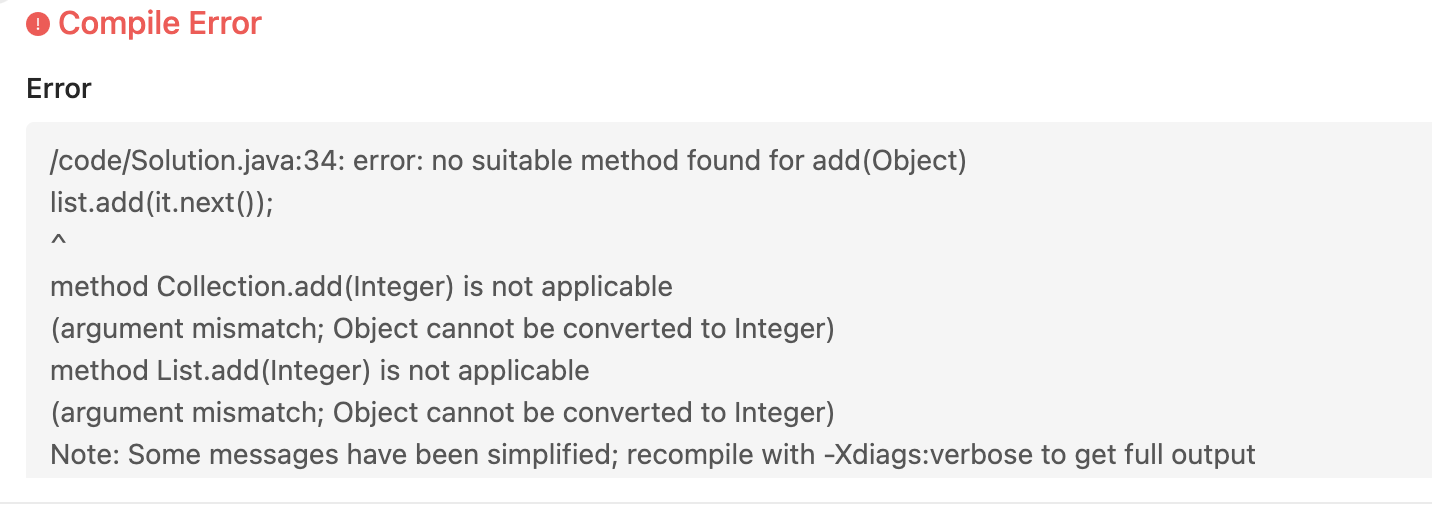 Compile Error
Error
/code/Solution.java:34: error: no suitable method found for add(Object)
list.add(it.next());
^
method Collection.add(Integer) is not applicable
(argument mismatch; Object cannot be converted to Integer)
method List.add(Integer) is not applicable
(argument mismatch; Object cannot be converted to Integer)
Note: Some messages have been simplified; recompile with -Xdiags:verbose to get full output